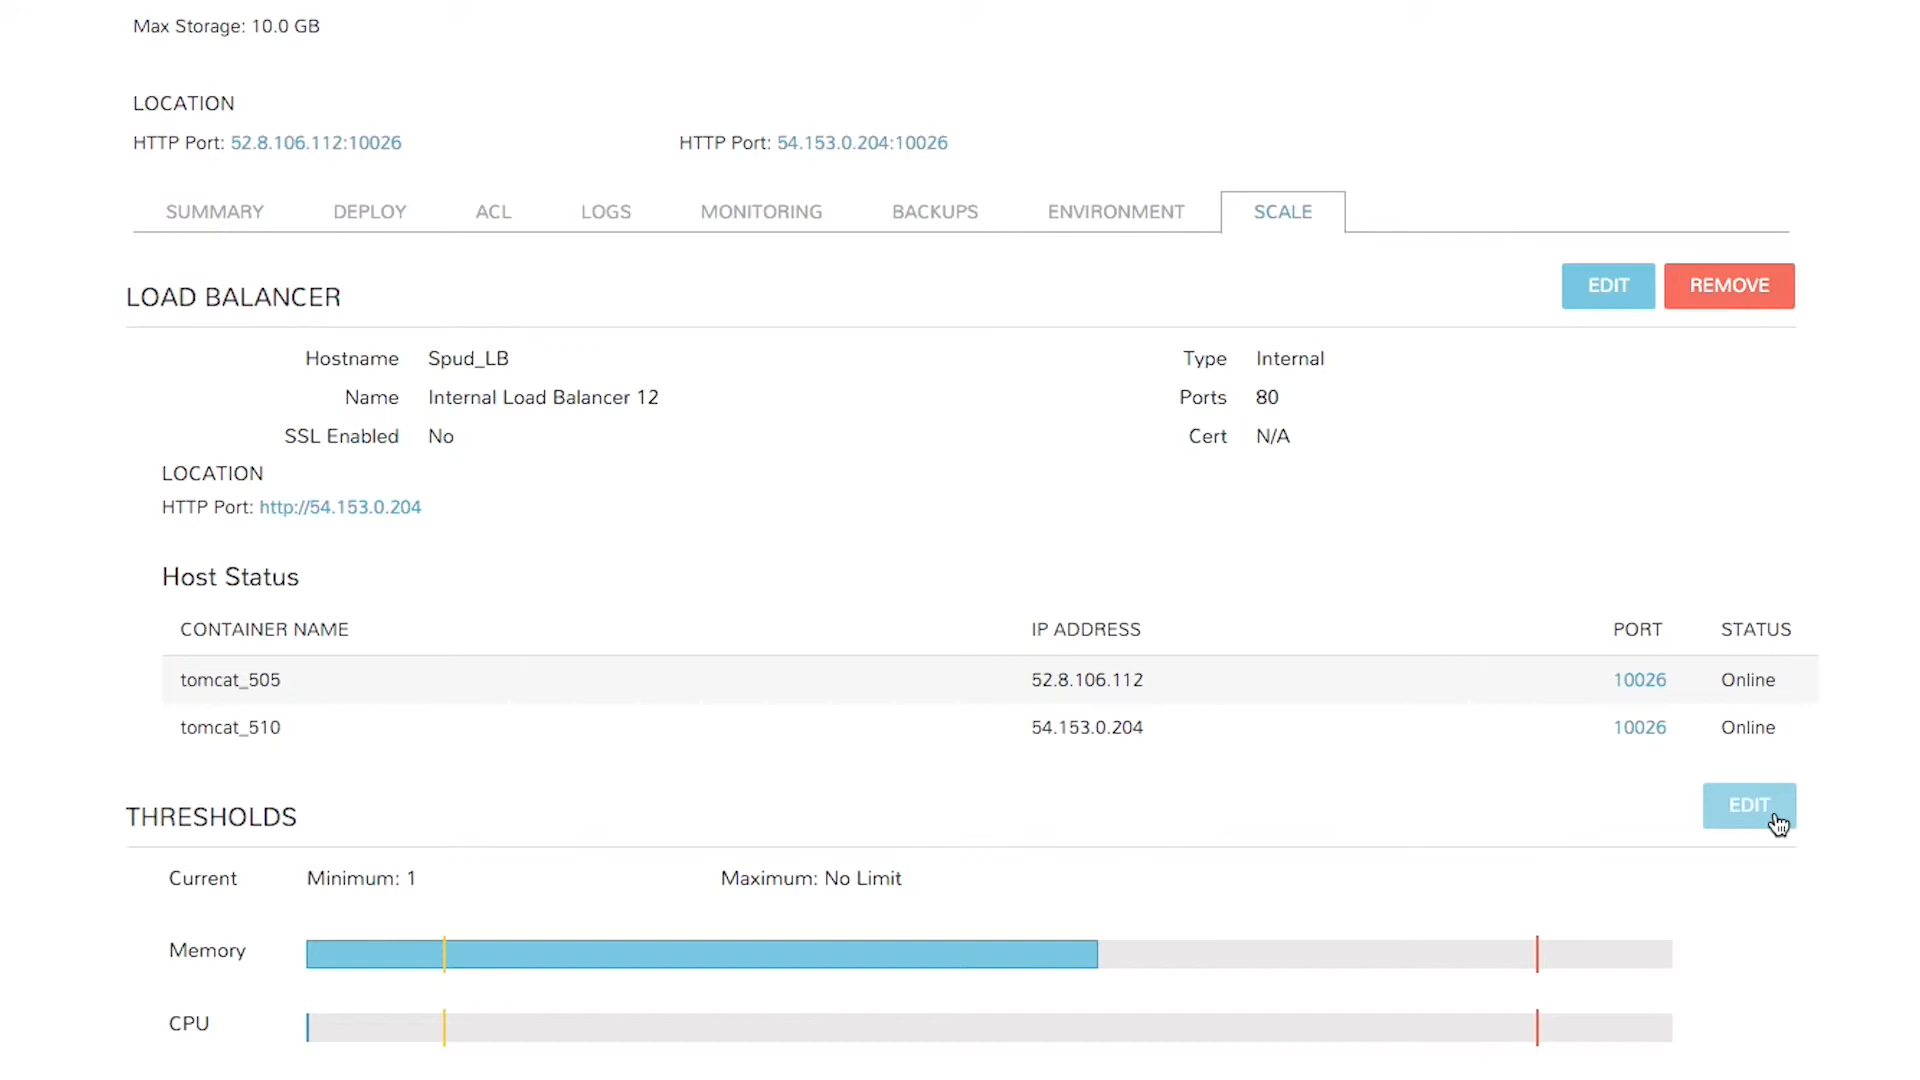 Max Storage: 10.0 GB
LOCATION
HTTP Port: 52.8.106.112:10026 HTTP Port: 54.153.0.204:10026
SUMMARY DEPLOY ACL LOGS MONITORING BACKUPS ENVIRONMENT SCALE
LOAD BALANCER EDIT REMOVE
Hostname Spud_LB Type Internal
Name Internal Load Balancer 12 Ports 80
SSL Enabled No Cert N/A
LOCATION
HTTP Port: http://54.153.0.204
Host Status
CONTAINER NAME IP ADDRESS PORT STATUS
tomcat_505 52.8.106.112 10026 Online
tomcat_510 54.153.0.204 10026 Online
THRESHOLDS EDIT
Current Minimum: 1 Maximum: No Limit
Memory
CPU